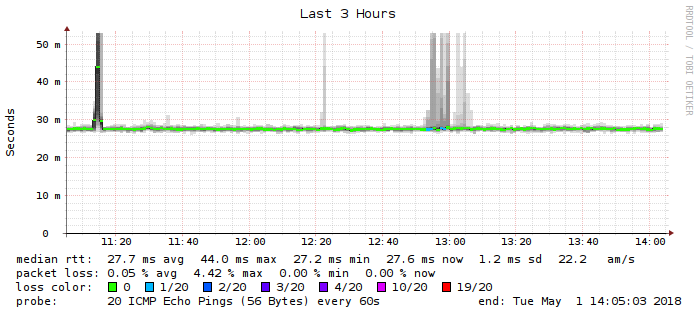 Last 3 Hours
RRDTOOL / TOBI OETIKER
Seconds
50 m
40 m
30 m
20 m
10 m
0
11:20 11:40 12:00 12:20 12:40 13:00 13:20 13:40 14:00
median rtt: 27.7 ms avg 44.0 ms max 27.2 ms min 27.6 ms now 1.2 ms sd 22.2 am/s
packet loss: 0.05 % avg 4.42 % max 0.00 % min 0.00 % now
loss color: 0 1/20 2/20 3/20 4/20 10/20 19/20
probe: 20 ICMP Echo Pings (56 Bytes) every 60s end: Tue May 1 14:05:03 2018